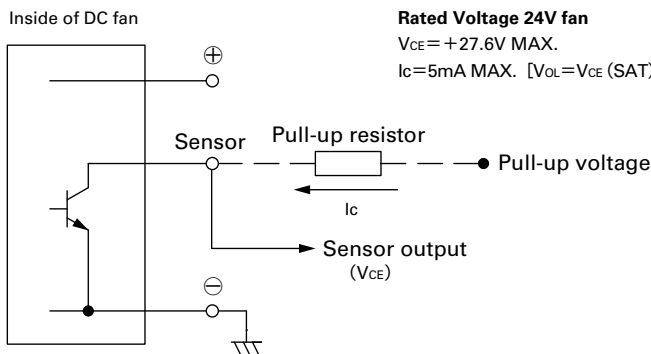 Inside of DC fan
Rated Voltage 24V fan
VCE=+27.6V MAX.
Ic=5mA MAX. [VOL=VCE (SAT)
⊕
Sensor
Pull-up resistor
Pull-up voltage
Ic
Sensor output
(VCE)
⊖